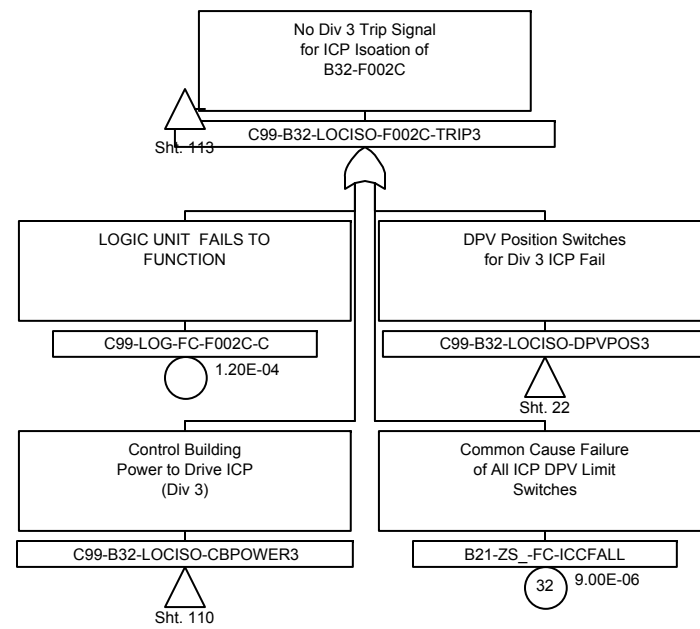 No Div 3 Trip Signal
for ICP Isoation of
B32-F002C
C99-B32-LOCISO-F002C-TRIP3
Sht. 113
LOGIC UNIT  FAILS TO
FUNCTION
C99-LOG-FC-F002C-C
1.20E-04
DPV Position Switches
for Div 3 ICP Fail
C99-B32-LOCISO-DPVPOS3
Sht. 22
Control Building
Power to Drive ICP
(Div 3)
C99-B32-LOCISO-CBPOWER3
Sht. 110
Common Cause Failure
of All ICP DPV Limit
Switches
B21-ZS_-FC-ICCFALL
32
9.00E-06